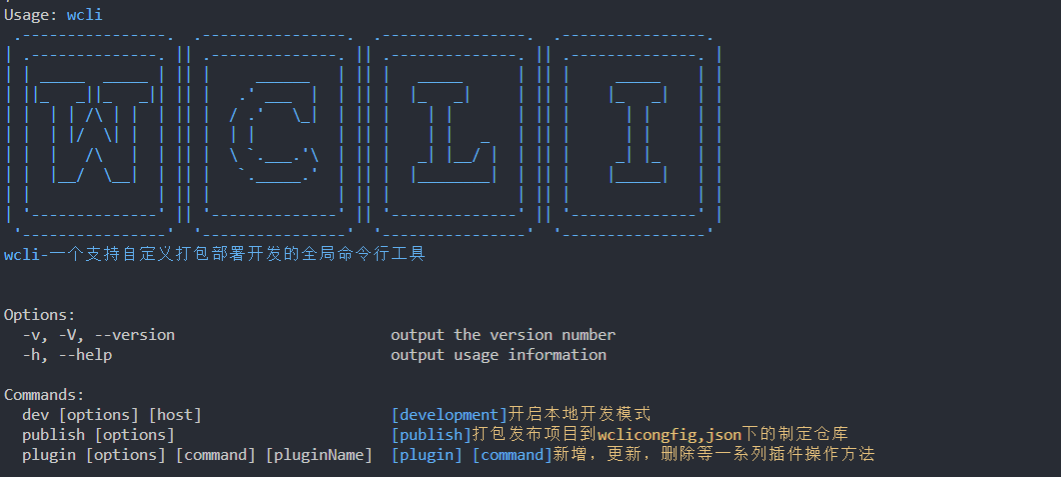 Usage: wcli
WCLI
wcli-一个支持自定义打包部署开发的全局命令行工具
Options:
-v, -V, --version output the version number
-h, --help output usage information
Commands:
dev [options] [host] [development]开启本地开发模式
publish [options] [publish]打包发布项目到wclicongfig,json下的制定仓库
plugin [options] [command] [pluginName] [plugin] [command]新增，更新，删除等一系列插件操作方法